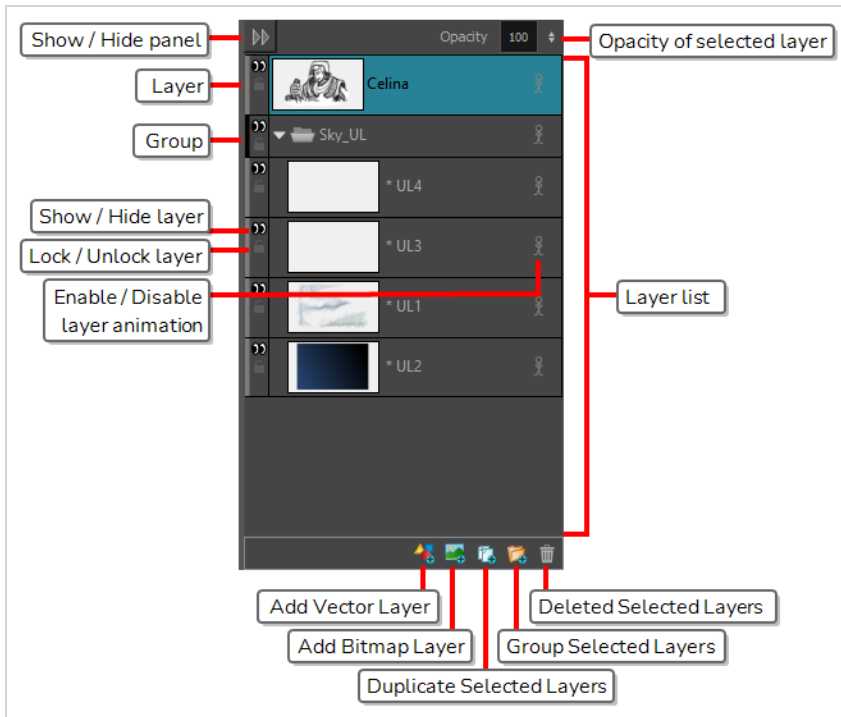 Show / Hide panel
Opacity 100
Opacity of selected layer
Layer
Celina
Group
Sky_UL
* UL4
Show / Hide layer
Lock / Unlock layer
* UL3
Enable / Disable
layer animation
* UL1
Layer list
* UL2
Add Vector Layer
Deleted Selected Layers
Add Bitmap Layer
Group Selected Layers
Duplicate Selected Layers